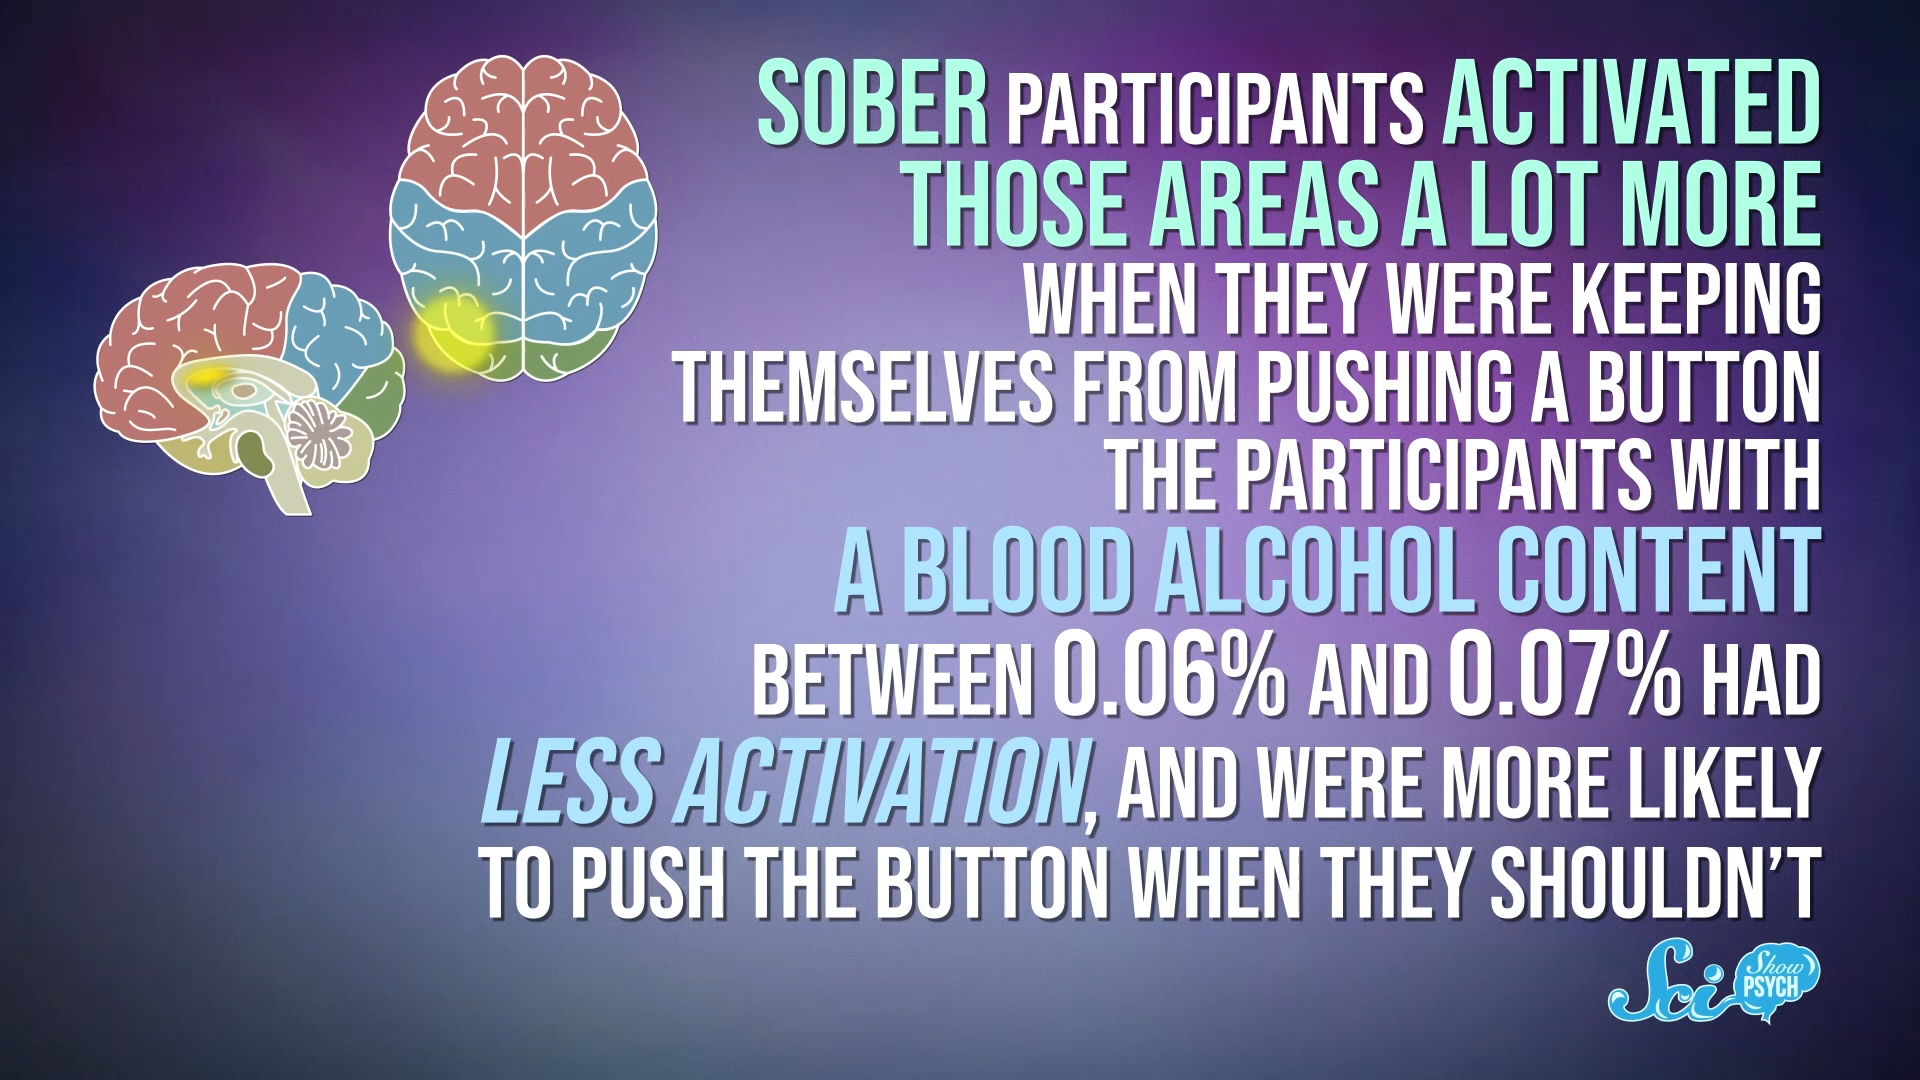 SOBER PARTICIPANTS ACTIVATED
THOSE AREAS A LOT MORE
WHEN THEY WERE KEEPING
THEMSELVES FROM PUSHING A BUTTON
THE PARTICIPANTS WITH
A BLOOD ALCOHOL CONTENT
BETWEEN 0.06% AND 0.07% HAD
LESS ACTIVATION, AND WERE MORE LIKELY
TO PUSH THE BUTTON WHEN THEY SHOULDN'T
Sci Show
PSYCH